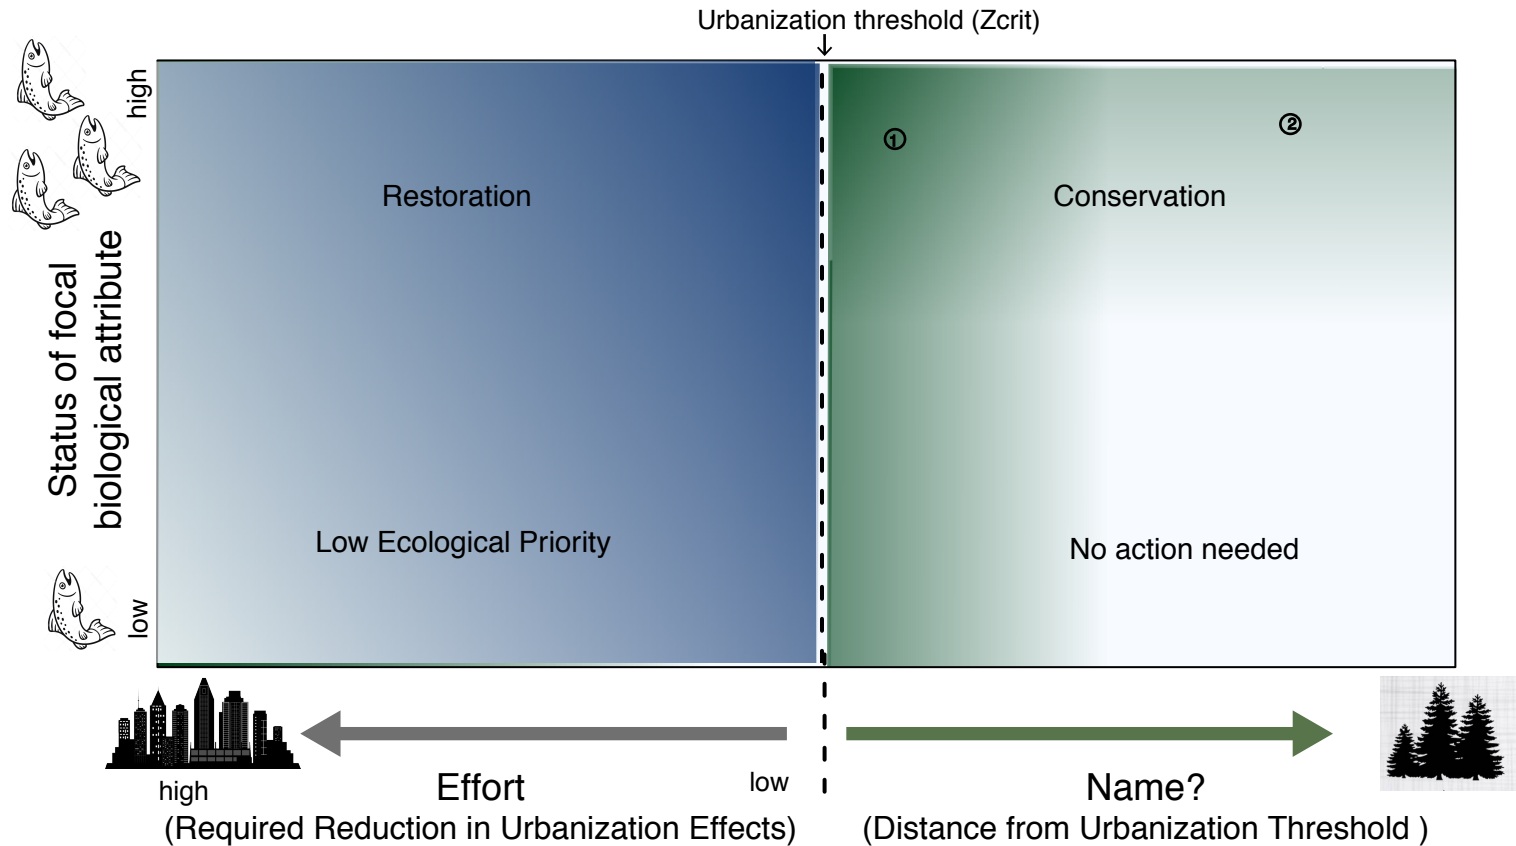 Urbanization threshold (Zcrit)
high
①
②
Restoration
Conservation
Status of focal
biological attribute
Low Ecological Priority
No action needed
low
high
Effort
low
Name?
(Required Reduction in Urbanization Effects)
(Distance from Urbanization Threshold )